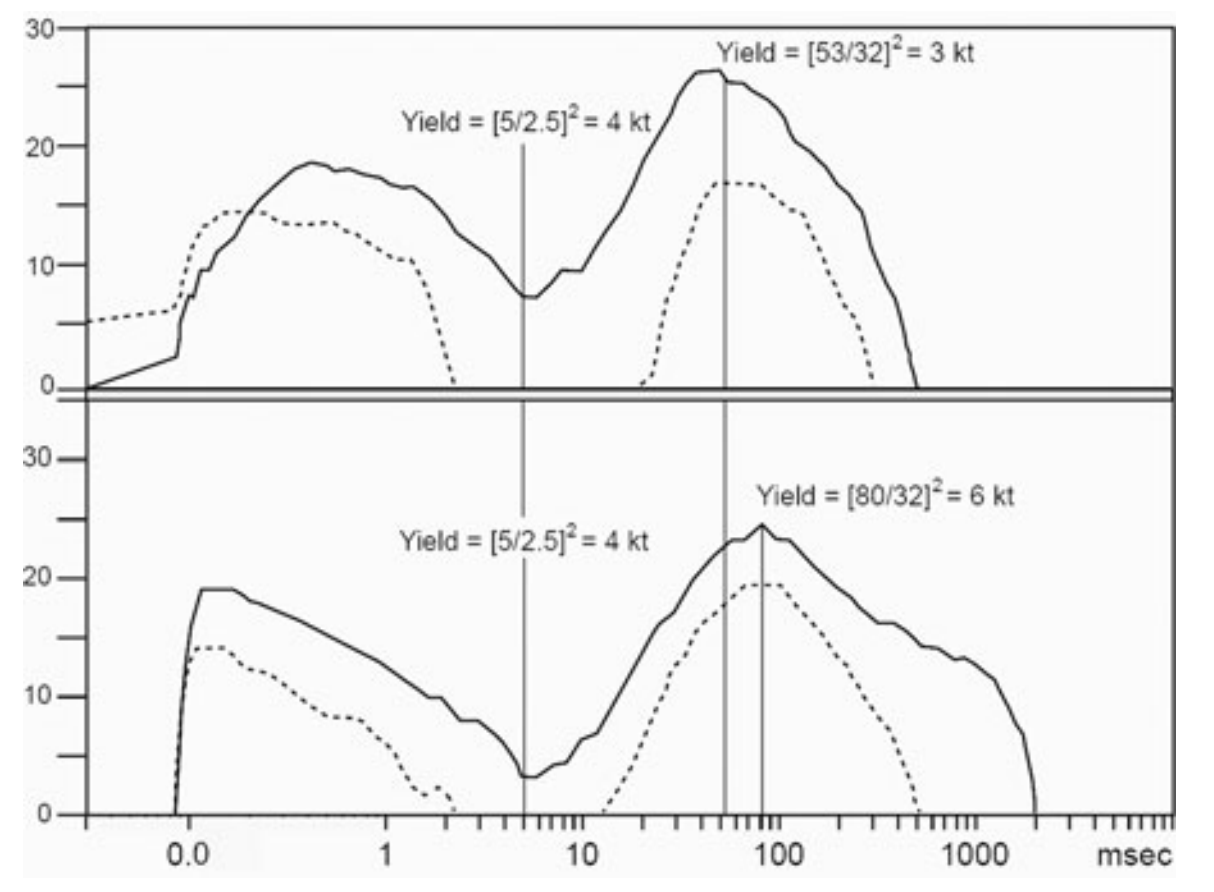 30
Yield = [53/32]2 = 3 kt
Yield = [5/2.5]2 = 4 kt
20
10
0
30
Yield = [80/32]2 = 6 kt
Yield = [5/2.5]2 = 4 kt
20
10
0
0.0 1 10 100 1000 msec